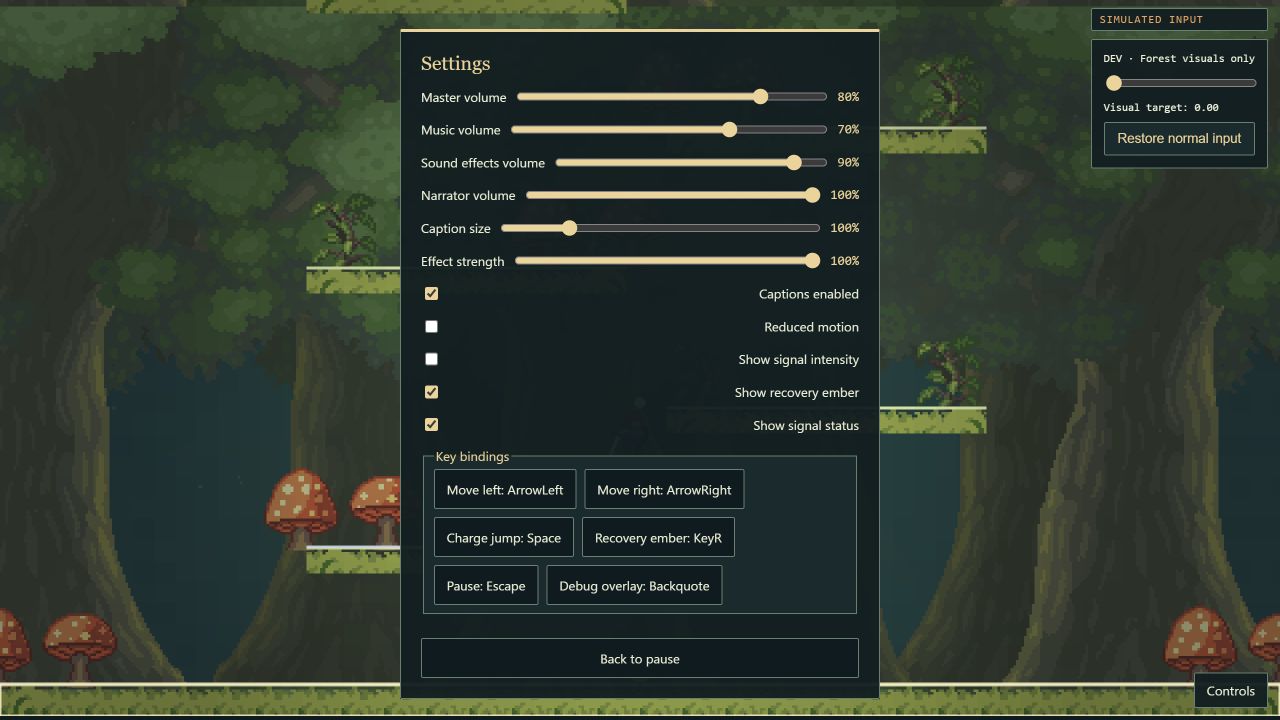 SIMULATED INPUT
DEV · Forest visuals only
Visual target: 0.00
Restore normal input
Settings
Master volume 80%
Music volume 70%
Sound effects volume 90%
Narrator volume 100%
Caption size 100%
Effect strength 100%
Captions enabled
Reduced motion
Show signal intensity
Show recovery ember
Show signal status
Key bindings
Move left: ArrowLeft Move right: ArrowRight
Charge jump: Space Recovery ember: KeyR
Pause: Escape Debug overlay: Backquote
Back to pause
Controls